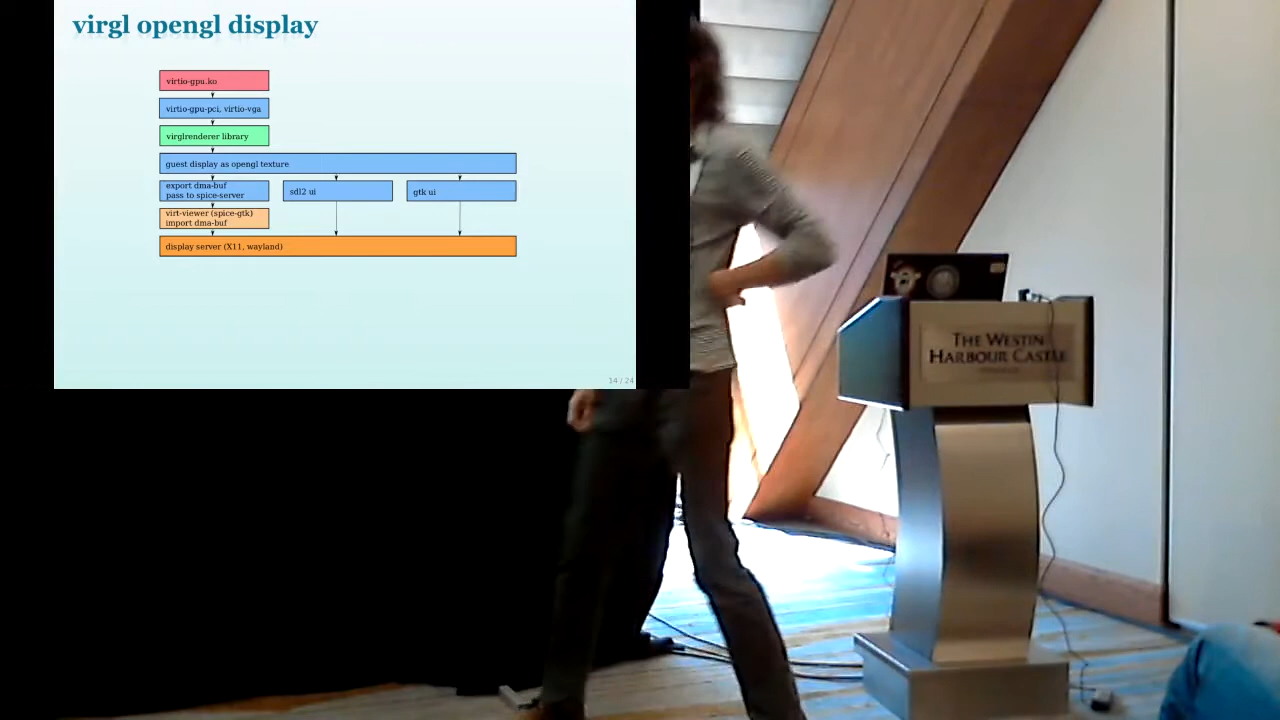 virgl opengl display
virtio-gpu.ko
virtio-gpu-pci, virtio-vga
virglrenderer library
guest display as opengl texture
export dma-buf
pass to spice-server
sdl2 ui
gtk ui
virt-viewer (spice-gtk)
import dma-buf
display server (X11, wayland)
14 / 24
THE WESTIN
HARBOUR CASTLE